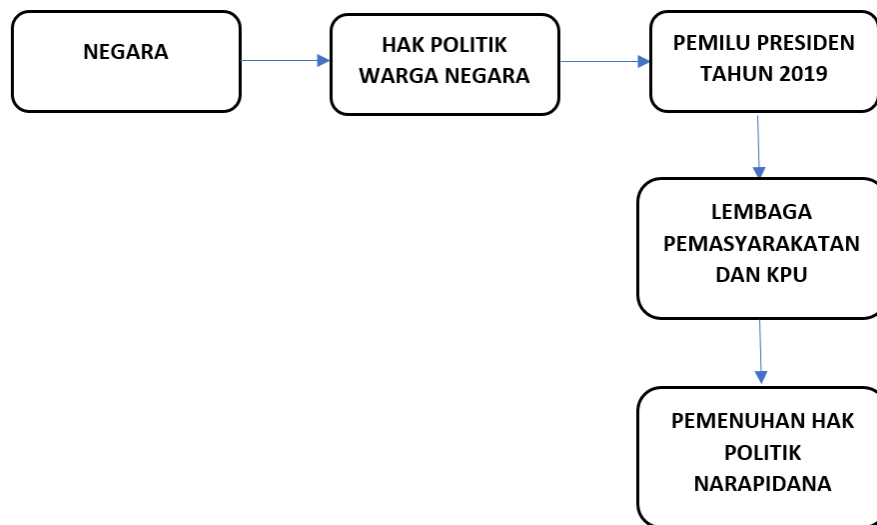 NEGARA
HAK POLITIK
WARGA NEGARA
PEMILU PRESIDEN
TAHUN 2019
LEMBAGA
PEMASYARAKATAN
DAN KPU
PEMENUHAN HAK
POLITIK
NARAPIDANA